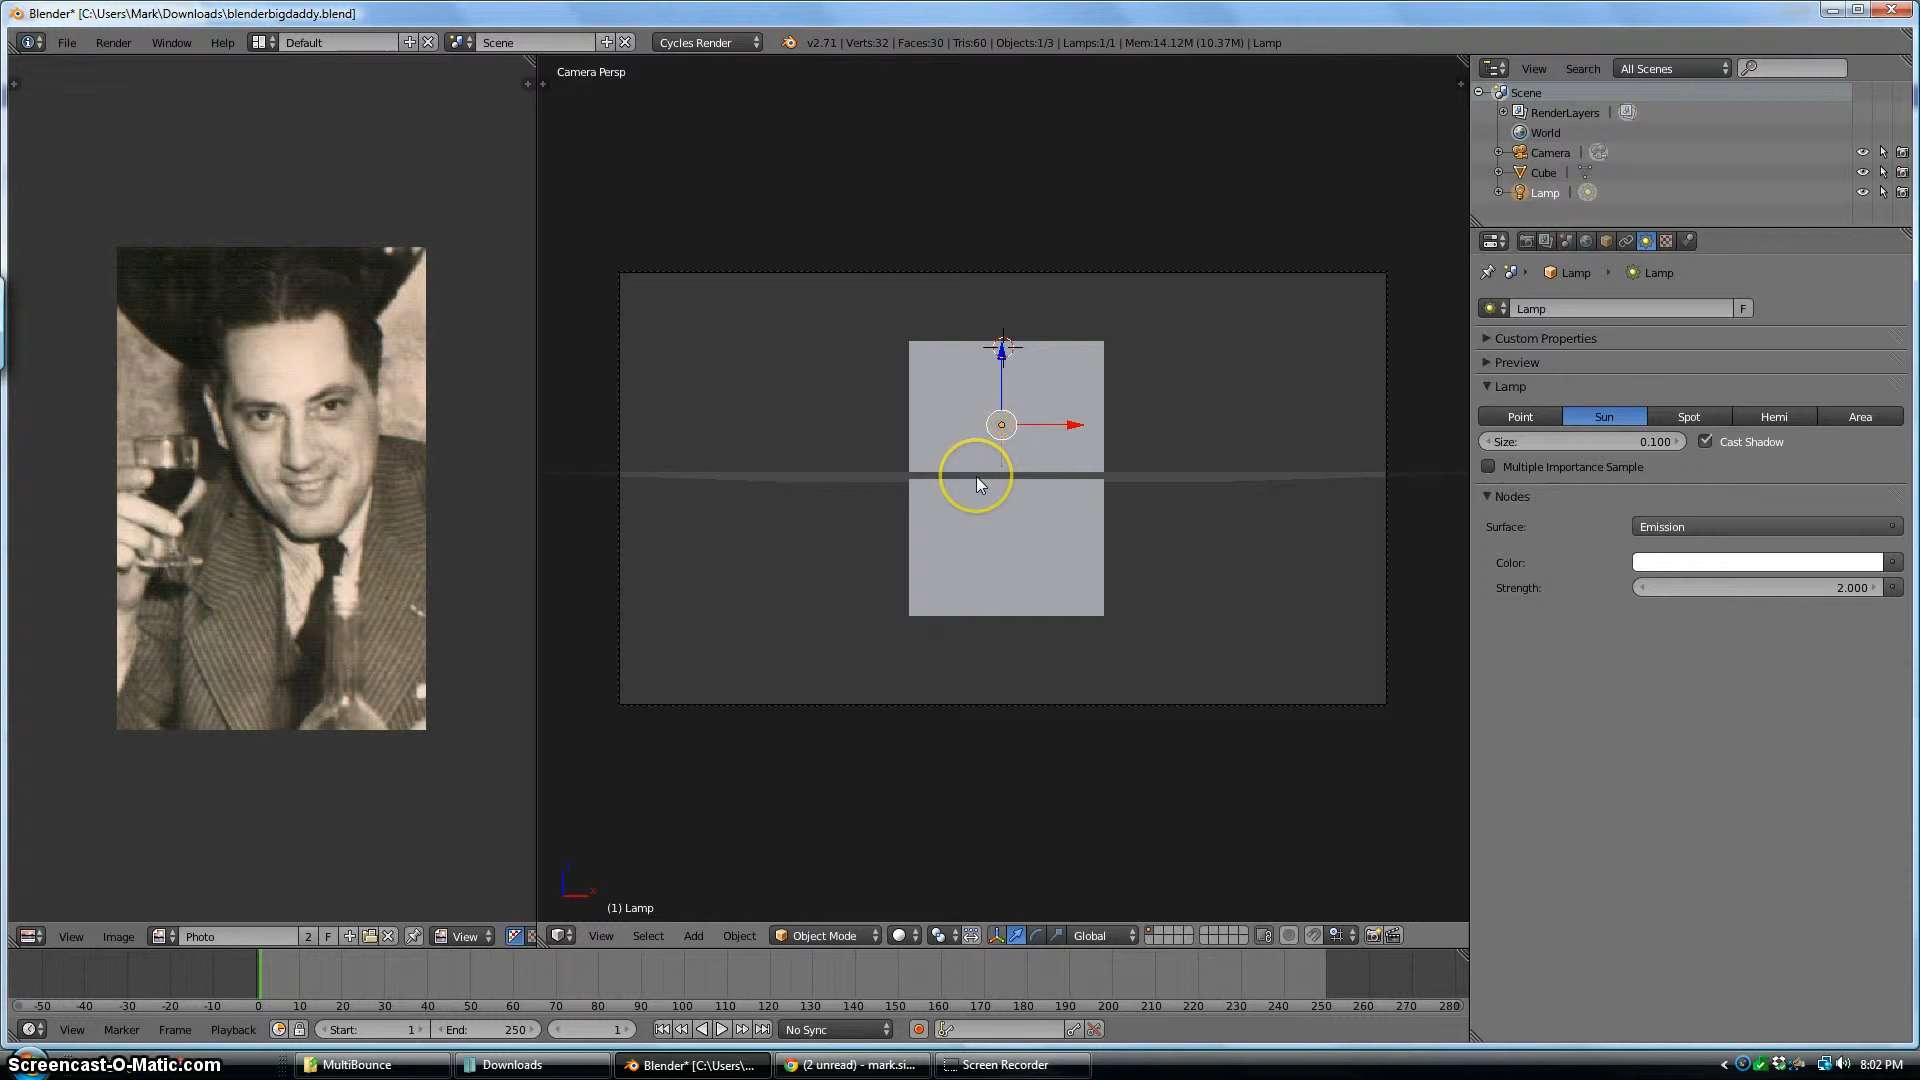 Blender* [C:\Users\Mark\Downloads\blenderbigdaddy.blend]
File Render Window Help Default Scene Cycles Render v2.71 | Verts:32 | Faces:30 | Tris:60 | Objects:1/3 | Lamps:1/1 | Mem:14.12M (10.37M) | Lamp
Camera Persp
View Search All Scenes
Scene
RenderLayers |
World
Camera |
Cube |
Lamp |
Lamp Lamp
Lamp F
Custom Properties
Preview
Lamp
Point Sun Spot Hemi Area
Size: 0.100 Cast Shadow
Multiple Importance Sample
Nodes
Surface: Emission
Color:
Strength: 2.000
(1) Lamp
View Image Photo 2 F View
View Select Add Object Object Mode Global
-50 -40 -30 -20 -10 0 10 20 30 40 50 60 70 80 90 100 110 120 130 140 150 160 170 180 190 200 210 220 230 240 250 260 270 280
View Marker Frame Playback Start: 1 End: 250 1 No Sync
Screencast-O-Matic.com MultiBounce Downloads Blender* [C:\Users\... (2 unread) - mark.si... Screen Recorder 8:02 PM